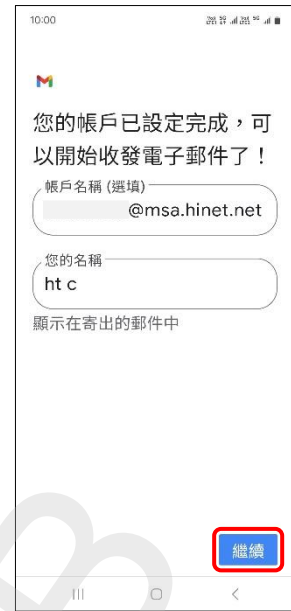 10:00
您的帳戶已設定完成，可
以開始收發電子郵件了！
帳戶名稱 (選填)
@msa.hinet.net
您的名稱
ht c
顯示在寄出的郵件中
繼續